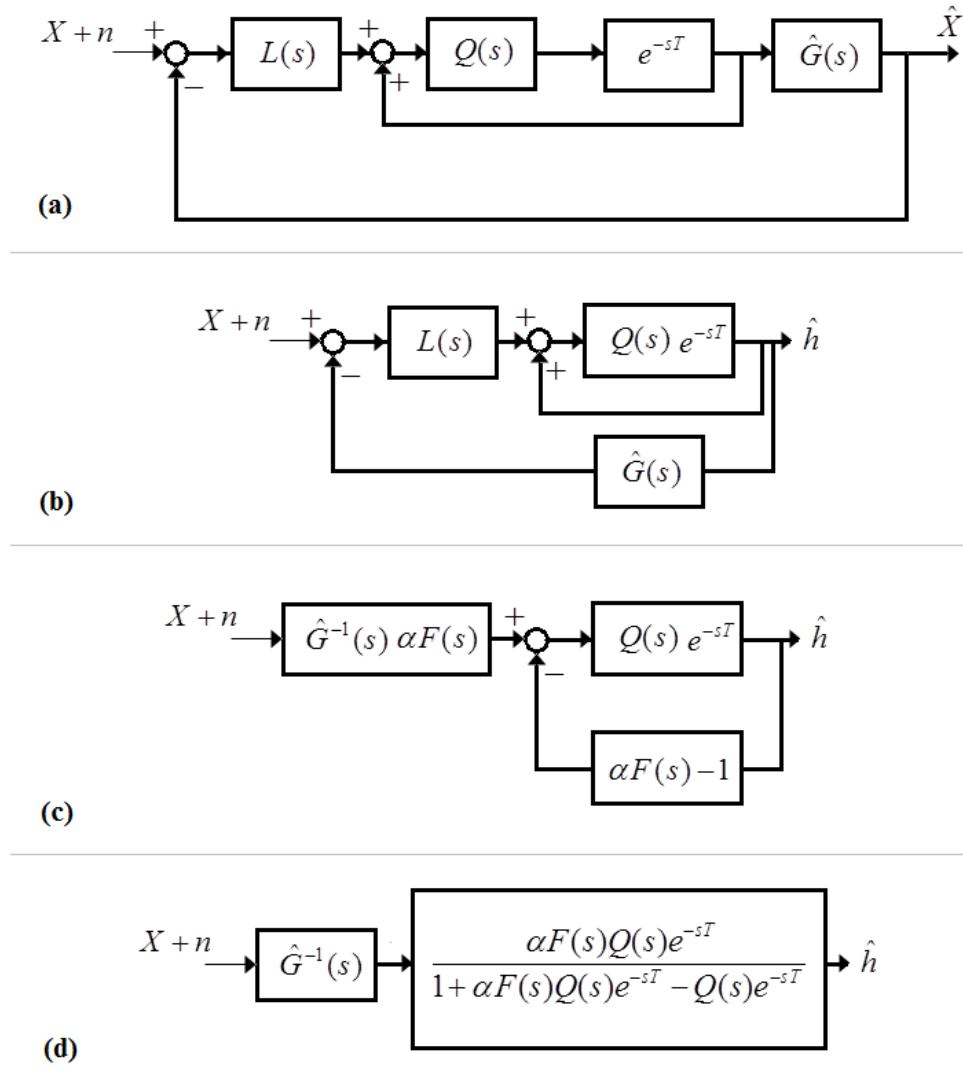 X + n + − L(s) + + Q(s) e^{−sT} Ĝ(s) X̂
(a)
X + n + − L(s) + + Q(s) e^{−sT} ĥ
Ĝ(s)
(b)
X + n Ĝ^{−1}(s) αF(s) + − Q(s) e^{−sT} ĥ
αF(s) − 1
(c)
X + n Ĝ^{−1}(s) αF(s)Q(s)e^{−sT} ĥ
1 + αF(s)Q(s)e^{−sT} − Q(s)e^{−sT}
(d)